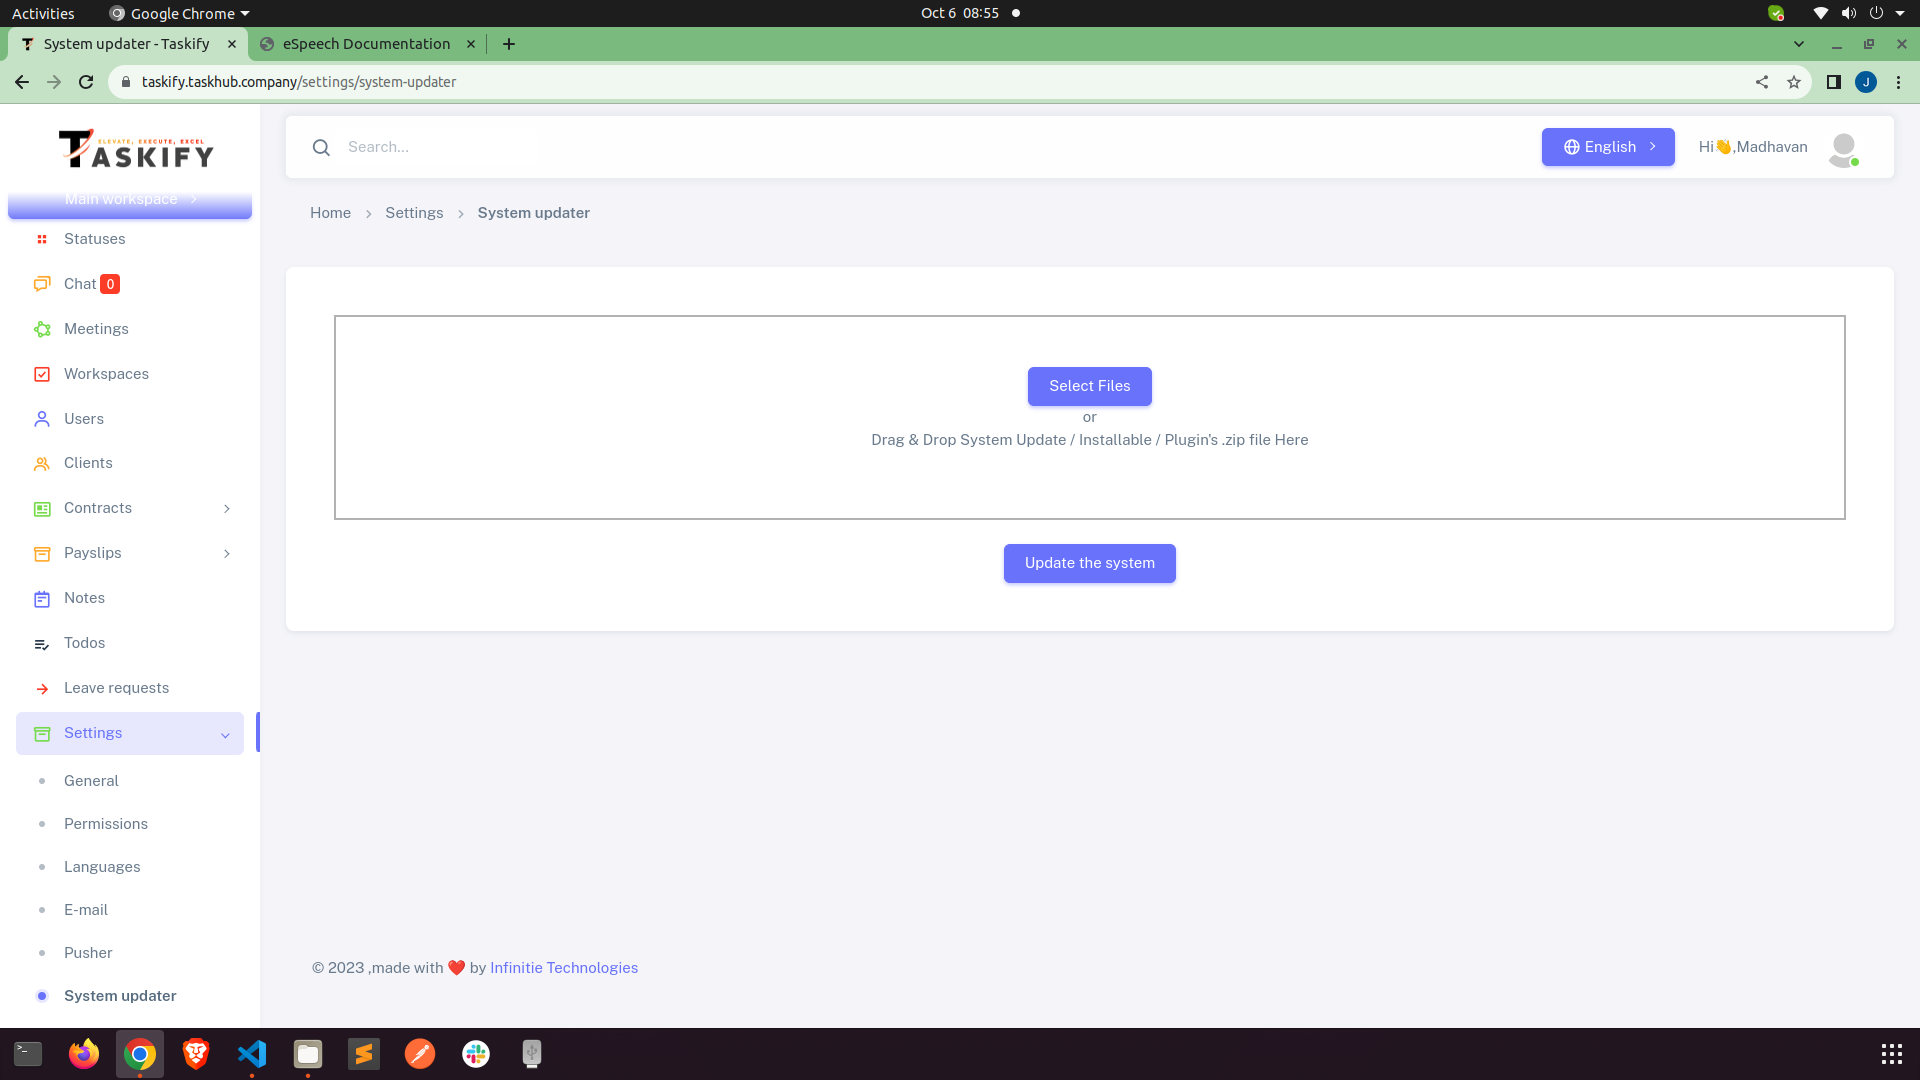 Activities
Google Chrome
Oct 6 08:55
System updater - Taskify
eSpeech Documentation
taskify.taskhub.company/settings/system-updater
J
ELEVATE, EXECUTE, EXCEL
TASKIFY
Search...
English
Hi👋,Madhavan
Main workspace
Home
Settings
System updater
Statuses
Chat 0
Meetings
Workspaces
Users
Clients
Contracts
Payslips
Notes
Todos
Leave requests
Settings
General
Permissions
Languages
E-mail
Pusher
System updater
Select Files
or
Drag & Drop System Update / Installable / Plugin's .zip file Here
Update the system
© 2023 ,made with ❤️ by Infinitie Technologies